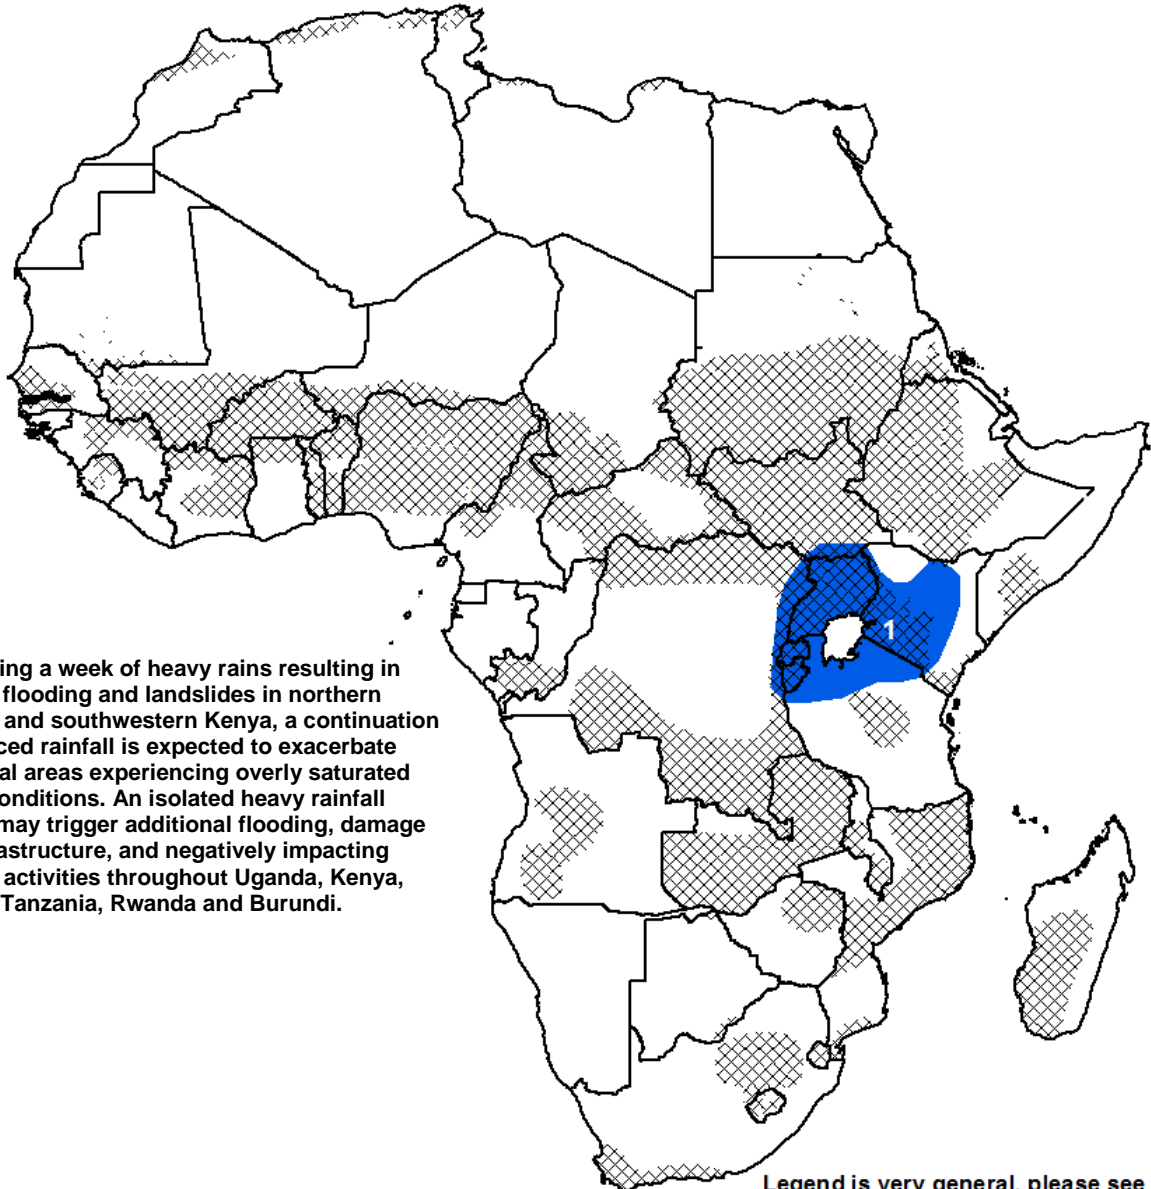 ing a week of heavy rains resulting in
flooding and landslides in northern
and southwestern Kenya, a continuation
ced rainfall is expected to exacerbate
al areas experiencing overly saturated
onditions. An isolated heavy rainfall
may trigger additional flooding, damage
astructure, and negatively impacting
activities throughout Uganda, Kenya,
Tanzania, Rwanda and Burundi.
1
Legend is very general, please see